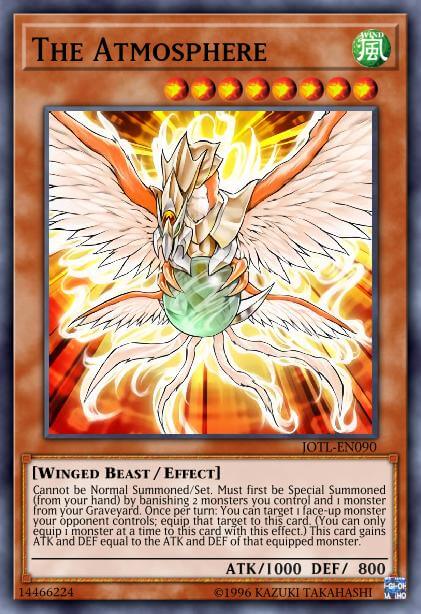 THE ATMOSPHERE
WIND
風
JOTL-EN090
[WINGED BEAST / EFFECT]
Cannot be Normal Summoned/Set. Must first be Special Summoned
(from your hand) by banishing 2 monsters you control and 1 monster
from your Graveyard. Once per turn: You can target 1 face-up monster
your opponent controls; equip that target to this card. (You can only
equip 1 monster at a time to this card with this effect.) This card gains
ATK and DEF equal to the ATK and DEF of that equipped monster.
ATK/1000 DEF/ 800
14466224
©1996 KAZUKI TAKAHASHI